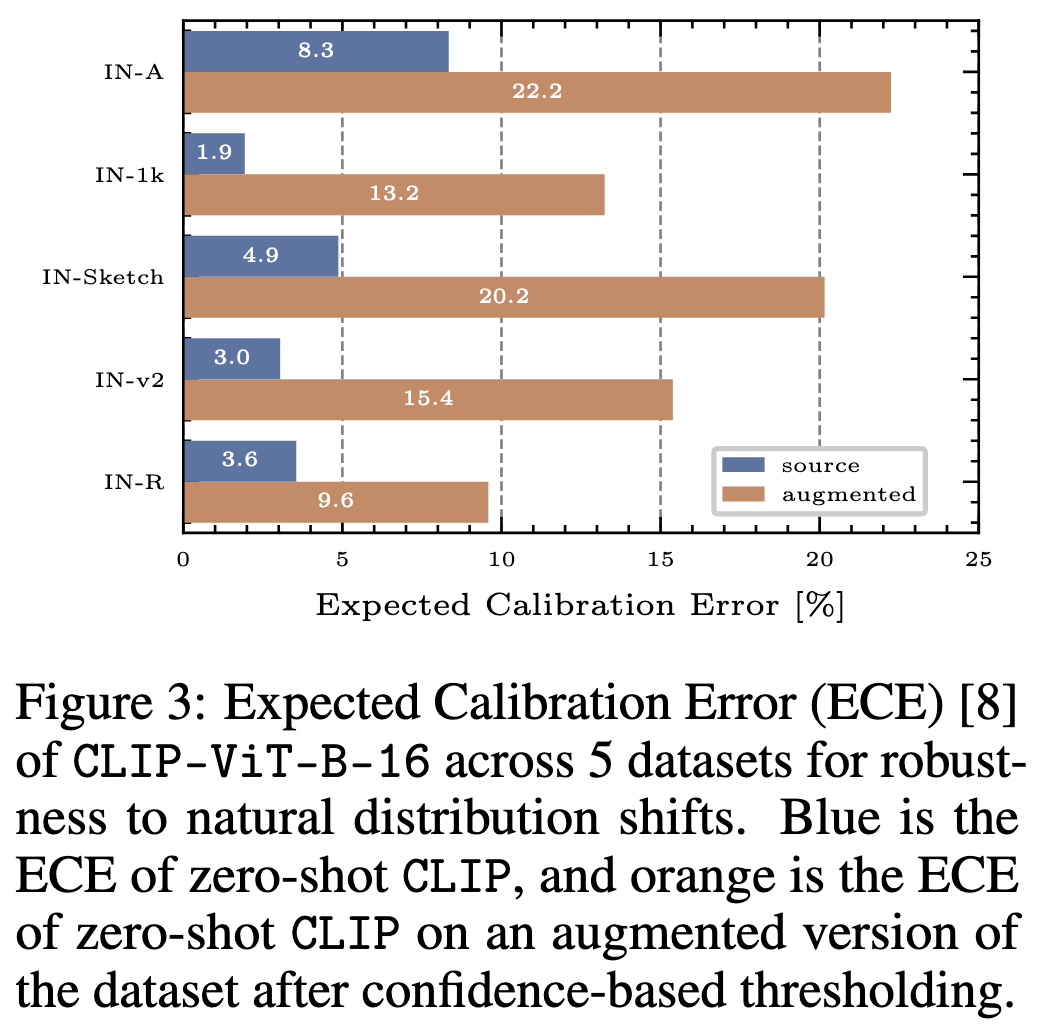 IN-A
8.3
22.2
IN-1k
1.9
13.2
IN-Sketch
4.9
20.2
IN-v2
3.0
15.4
IN-R
3.6
9.6
source
augmented
0 5 10 15 20 25
Expected Calibration Error [%]
Figure 3: Expected Calibration Error (ECE) [8]
of CLIP-ViT-B-16 across 5 datasets for robust-
ness to natural distribution shifts. Blue is the
ECE of zero-shot CLIP, and orange is the ECE
of zero-shot CLIP on an augmented version of
the dataset after confidence-based thresholding.